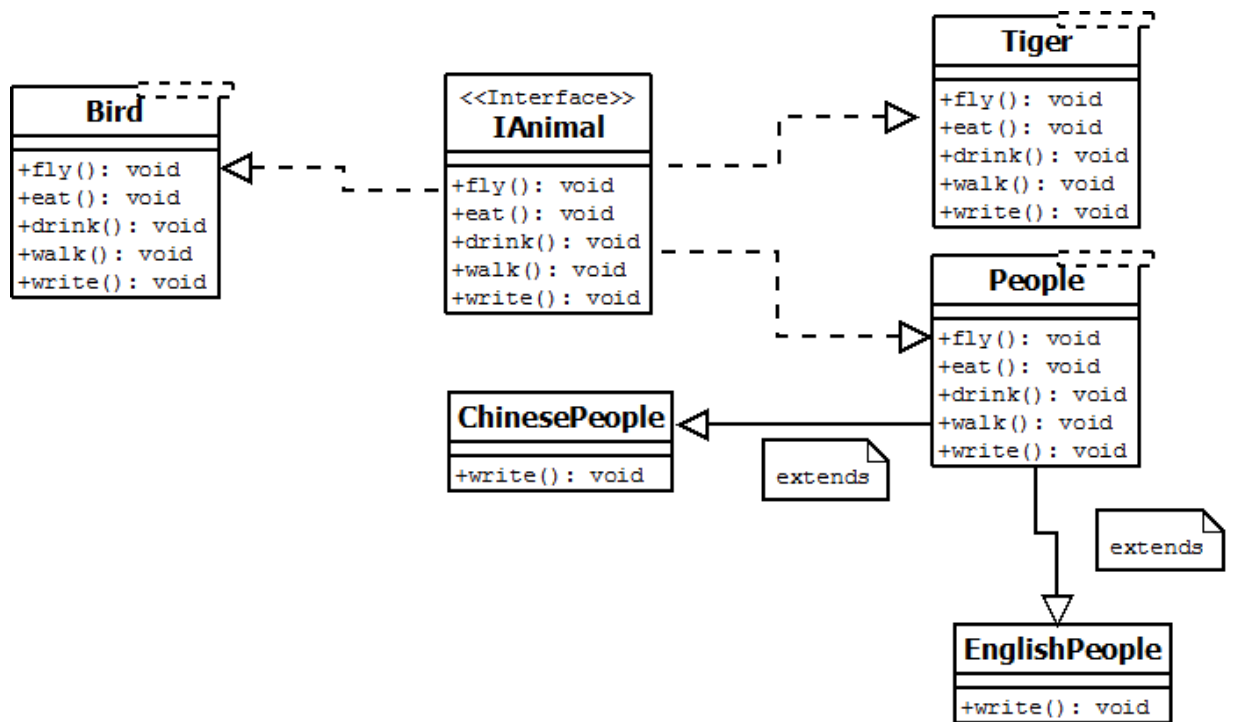 Bird
+fly(): void
+eat(): void
+drink(): void
+walk(): void
+write(): void
<<Interface>>
IAnimal
+fly(): void
+eat(): void
+drink(): void
+walk(): void
+write(): void
Tiger
+fly(): void
+eat(): void
+drink(): void
+walk(): void
+write(): void
People
+fly(): void
+eat(): void
+drink(): void
+walk(): void
+write(): void
ChinesePeople
+write(): void
extends
extends
EnglishPeople
+write(): void